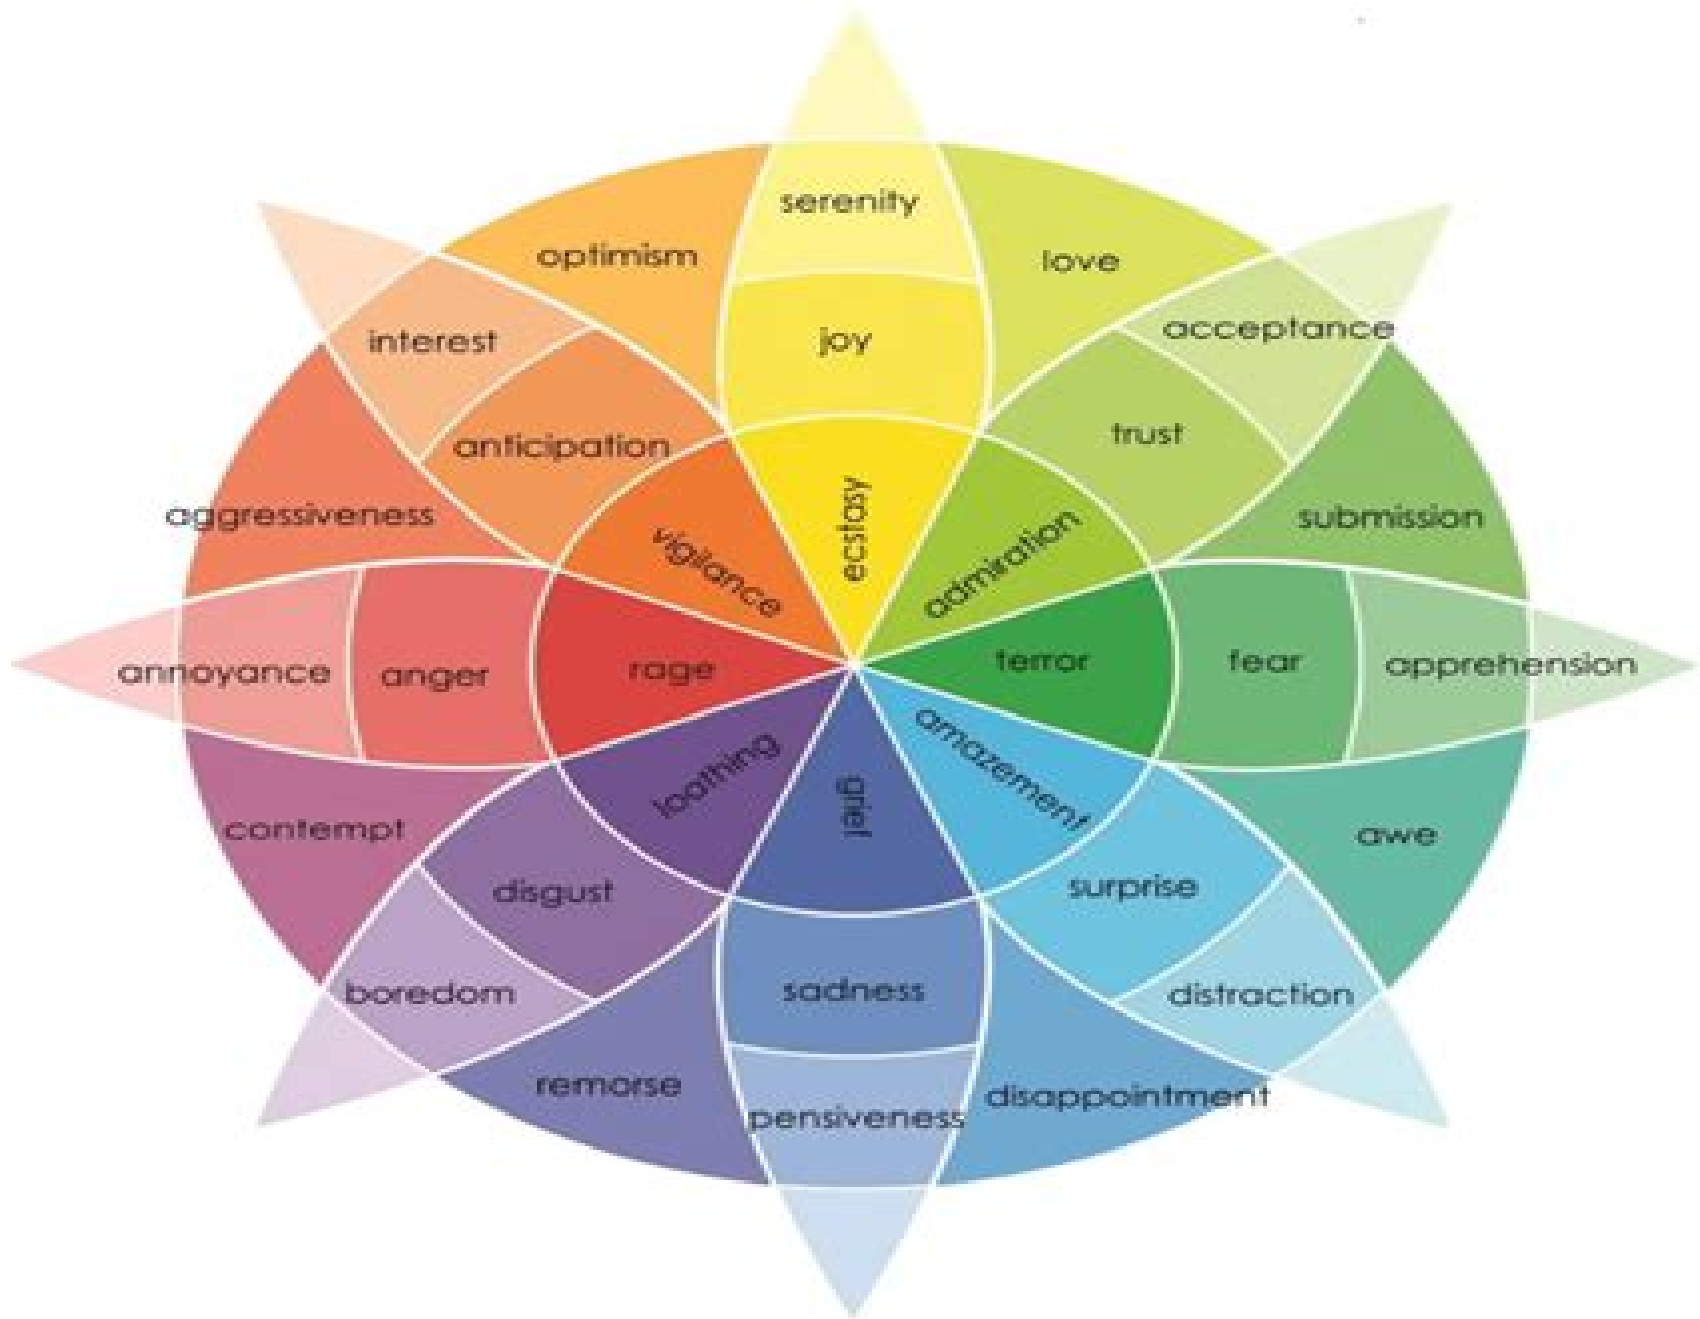 serenity
optimism
love
interest
joy
acceptance
anticipation
trust
ecstasy
aggressiveness
vigilance
admiration
submission
annoyance
anger
rage
terror
fear
apprehension
loathing
grief
amazement
contempt
awe
disgust
surprise
boredom
sadness
distraction
remorse
pensiveness
disappointment